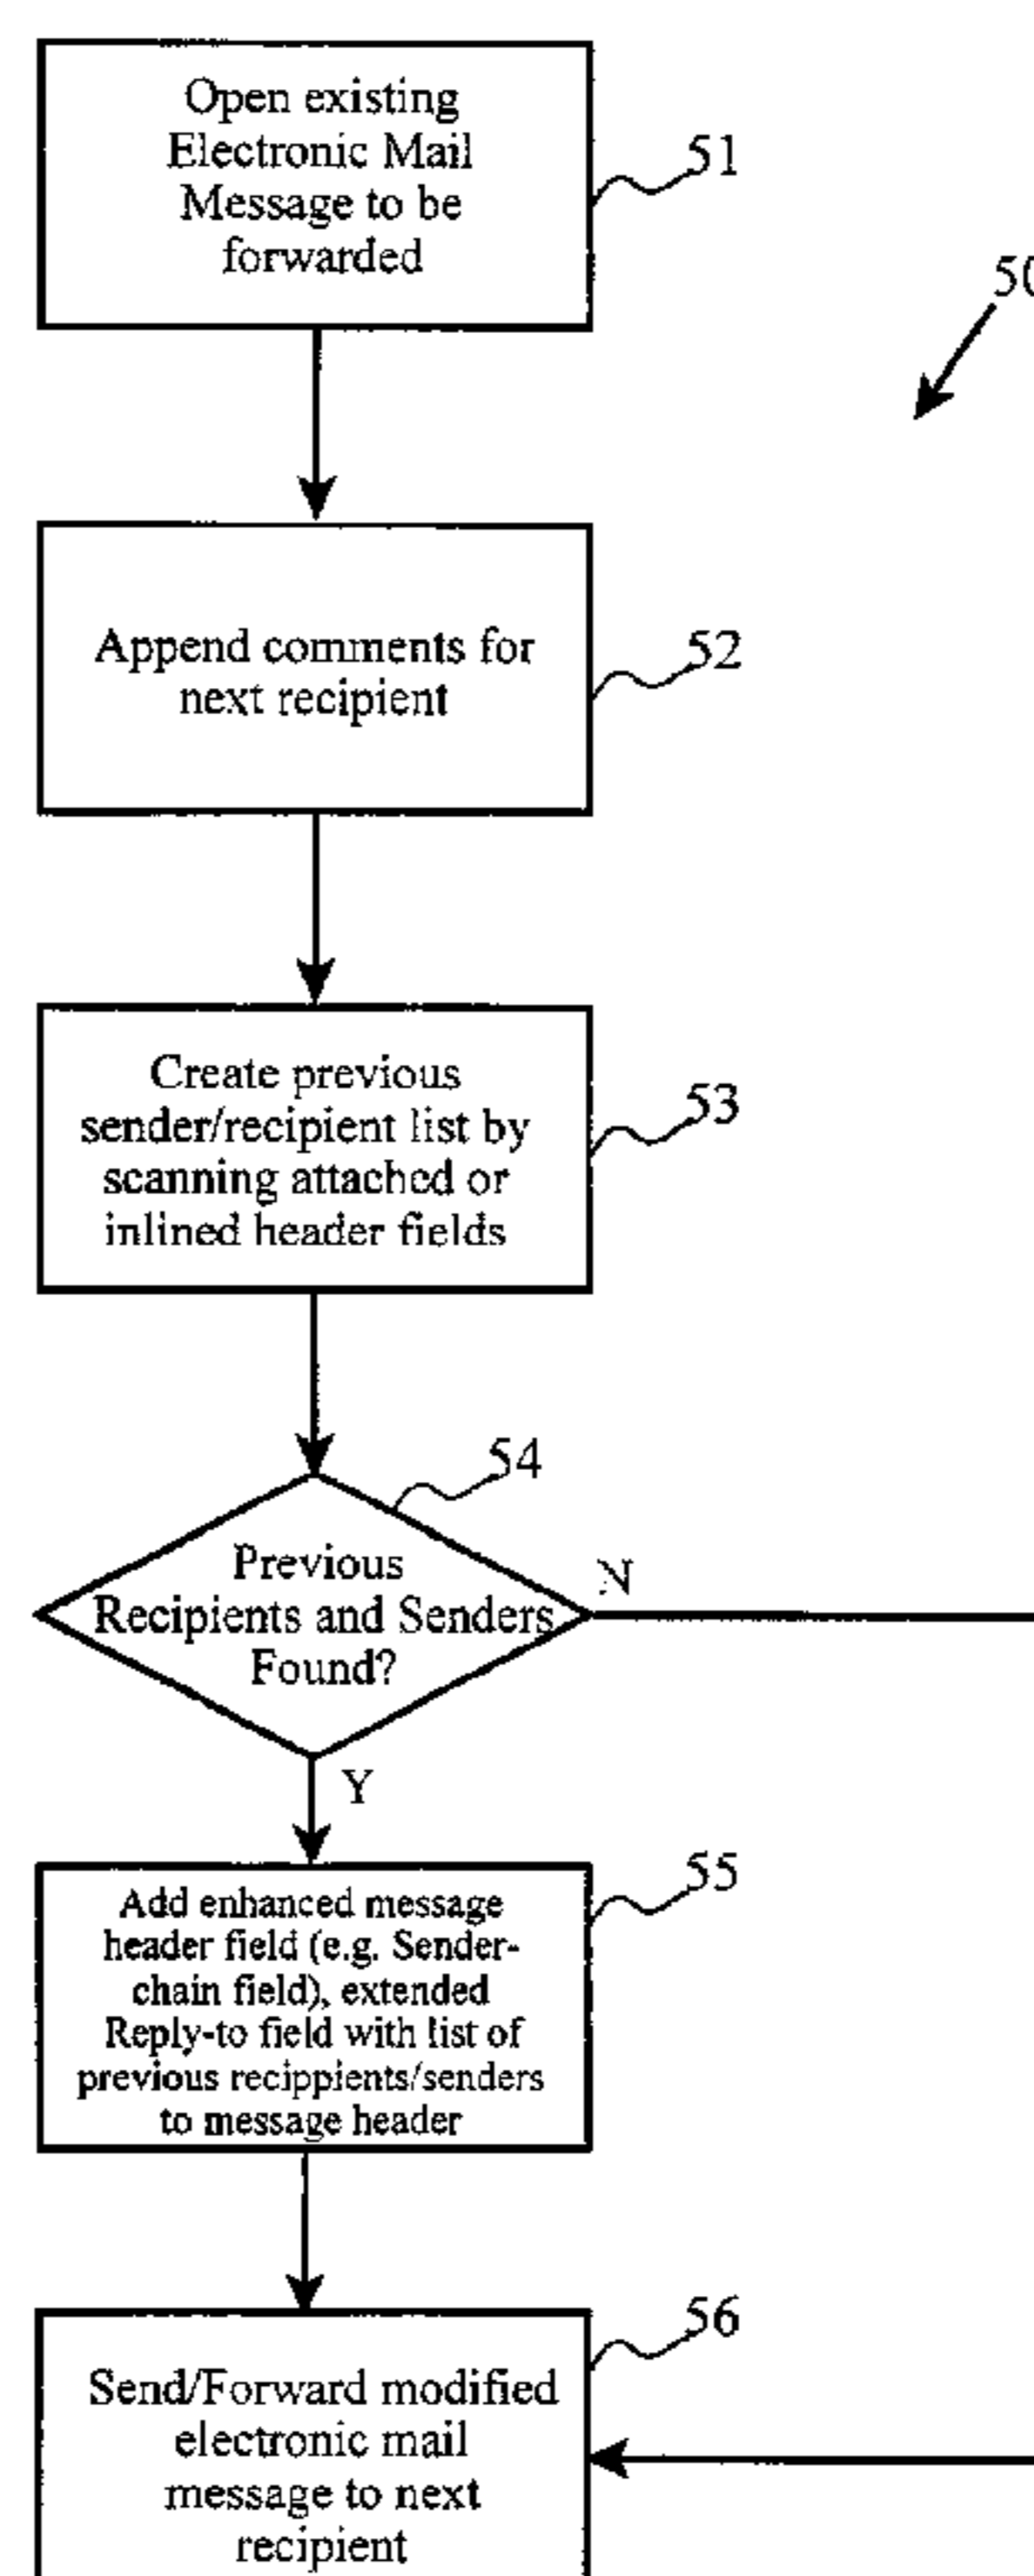 Open existing
Electronic Mail
Message to be
forwarded
51
50
Append comments for
next recipient
52
Create previous
sender/recipient list by
scanning attached or
inlined header fields
53
54
Previous
Recipients and Senders
Found?
N
Y
Add enhanced message
header field (e.g. Sender-
chain field), extended
Reply-to field with list of
previous recippients/senders
to message header
55
56
Send/Forward modified
electronic mail
message to next
recipient